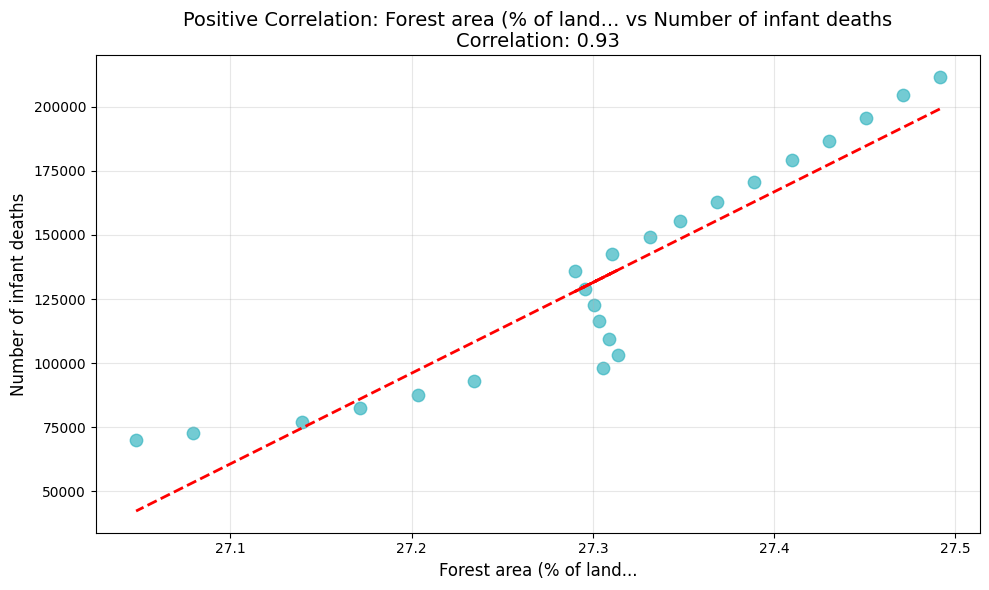 Positive Correlation: Forest area (% of land... vs Number of infant deaths
Correlation: 0.93
Number of infant deaths
200000
175000
150000
125000
100000
75000
50000
27.1 27.2 27.3 27.4 27.5
Forest area (% of land...